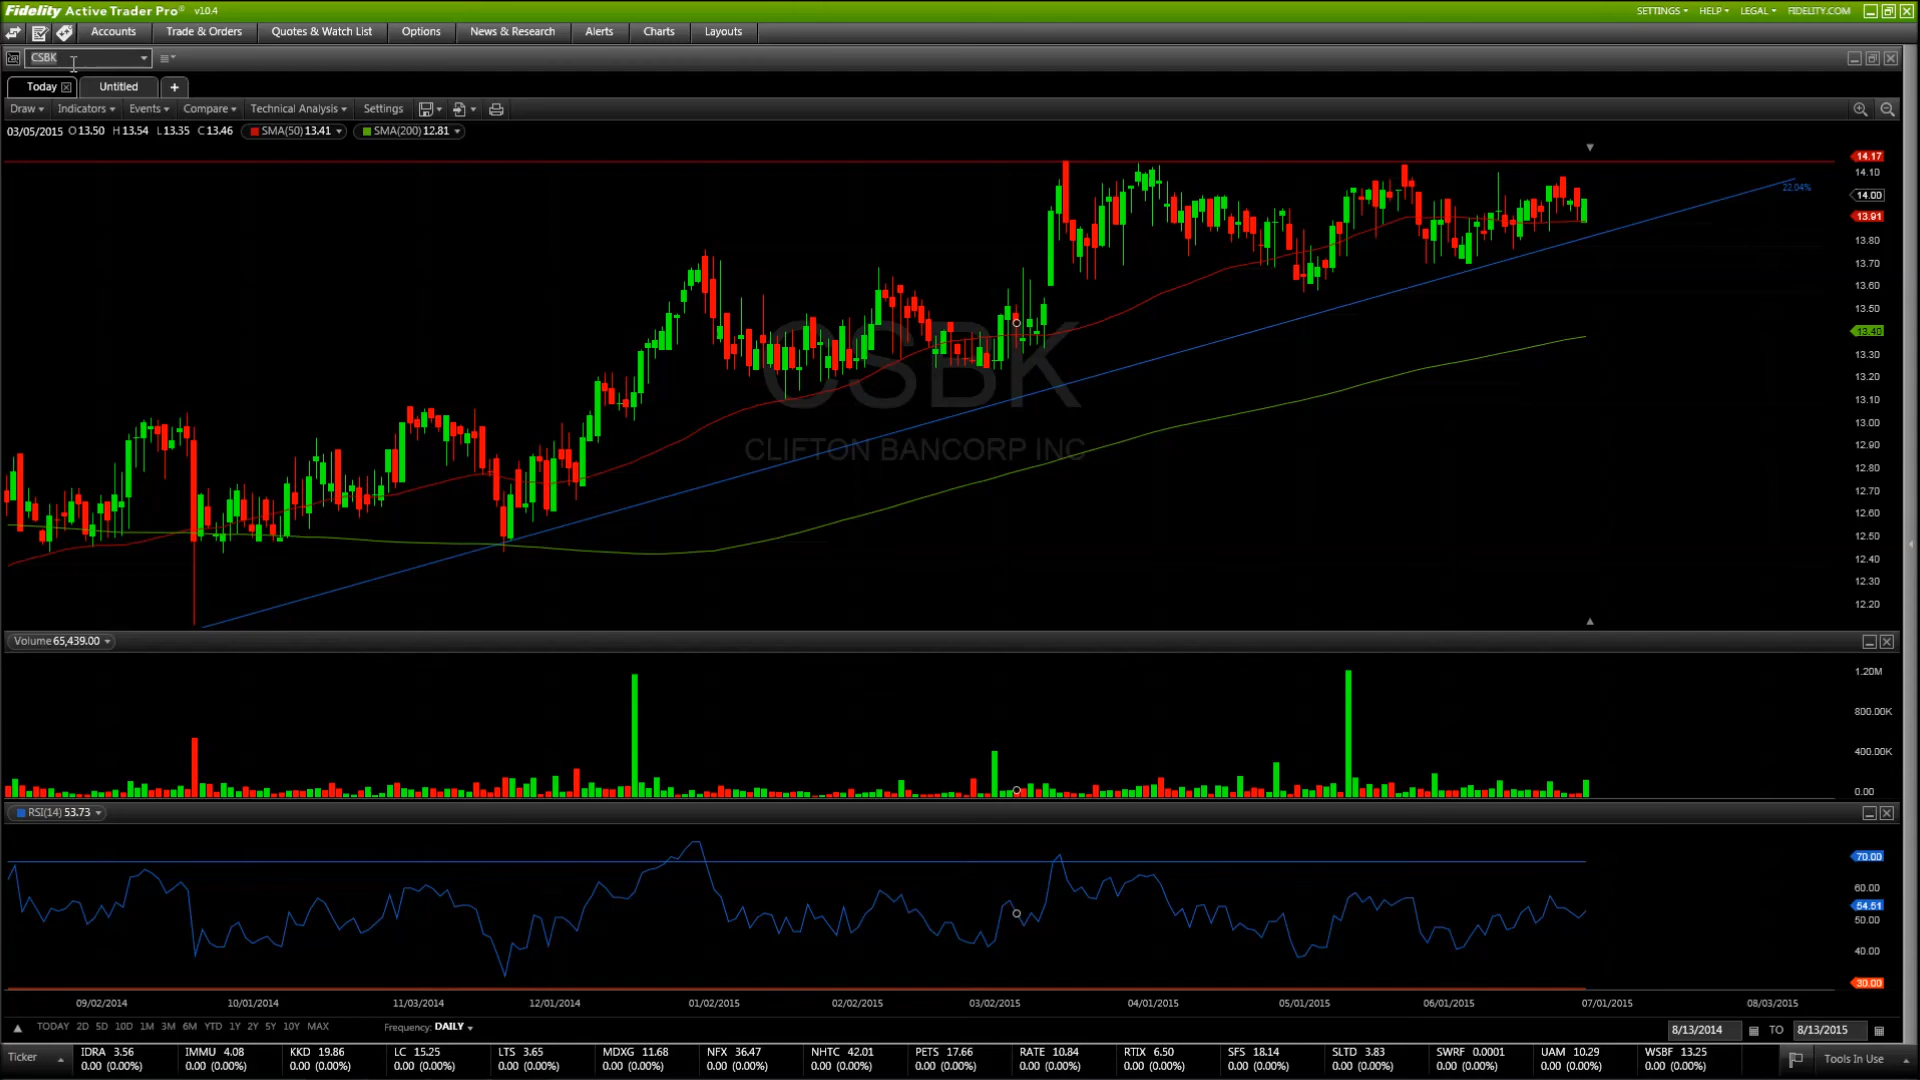 Fidelity Active Trader Pro® v10.4 SETTINGS HELP LEGAL FIDELITY.COM
Accounts Trade & Orders Quotes & Watch List Options News & Research Alerts Charts Layouts
CSBK
Today Untitled +
Draw Indicators Events Compare Technical Analysis Settings
03/05/2015 O 13.50 H 13.54 L 13.35 C 13.46 SMA(50) 13.41 SMA(200) 12.81
14.17
14.10
22.04%
14.00
13.91
13.80
13.70
13.60
13.50
13.40
13.30
13.20
13.10
13.00
12.90
12.80
12.70
12.60
12.50
12.40
12.30
12.20
CSBK
CLIFTON BANCORP INC
Volume 65,439.00
1.20M
800.00K
400.00K
0.00
RSI(14) 53.73
70.00
60.00
54.51
50.00
40.00
30.00
09/02/2014 10/01/2014 11/03/2014 12/01/2014 01/02/2015 02/02/2015 03/02/2015 04/01/2015 05/01/2015 06/01/2015 07/01/2015 08/03/2015
TODAY 2D 5D 10D 1M 3M 6M YTD 1Y 2Y 5Y 10Y MAX Frequency: DAILY 8/13/2014 TO 8/13/2015
Ticker IDRA 3.56 IMMU 4.08 KKD 19.86 LC 15.25 LTS 3.65 MDXG 11.68 NFX 36.47 NHTC 42.01 PETS 17.66 RATE 10.84 RTIX 6.50 SFS 18.14 SLTD 3.83 SWRF 0.0001 UAM 10.29 WSBF 13.25 Tools In Use
0.00 (0.00%) 0.00 (0.00%) 0.00 (0.00%) 0.00 (0.00%) 0.00 (0.00%) 0.00 (0.00%) 0.00 (0.00%) 0.00 (0.00%) 0.00 (0.00%) 0.00 (0.00%) 0.00 (0.00%) 0.00 (0.00%) 0.00 (0.00%) 0.00 (0.00%) 0.00 (0.00%) 0.00 (0.00%)